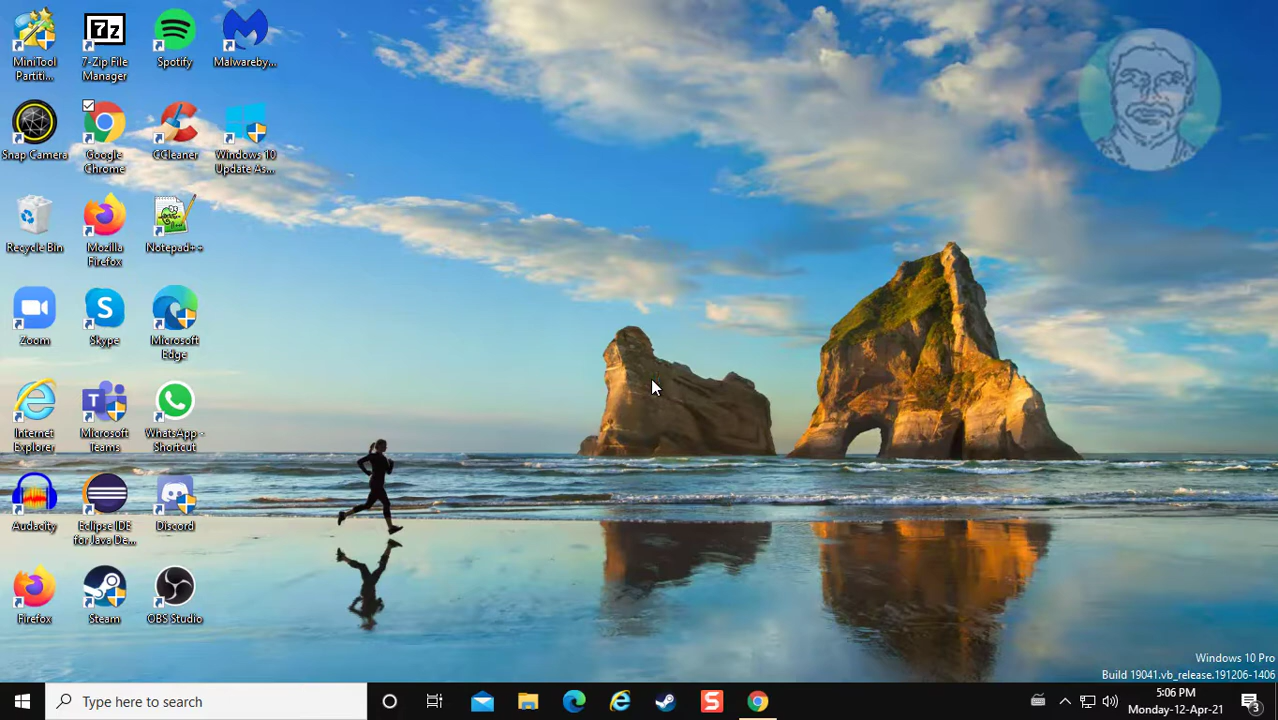 MiniTool
Partiti...
7-Zip File
Manager
Spotify
Malwareby...
Snap Camera
Google
Chrome
CCleaner
Windows 10
Update As...
Recycle Bin
Mozilla
Firefox
Notepad++
Zoom
Skype
Microsoft
Edge
Internet
Explorer
Microsoft
Teams
WhatsApp -
Shortcut
Audacity
Eclipse IDE
for Java De...
Discord
Firefox
Steam
OBS Studio
Windows 10 Pro
Build 19041.vb_release.191206-1406
Type here to search
5:06 PM
Monday-12-Apr-21
3